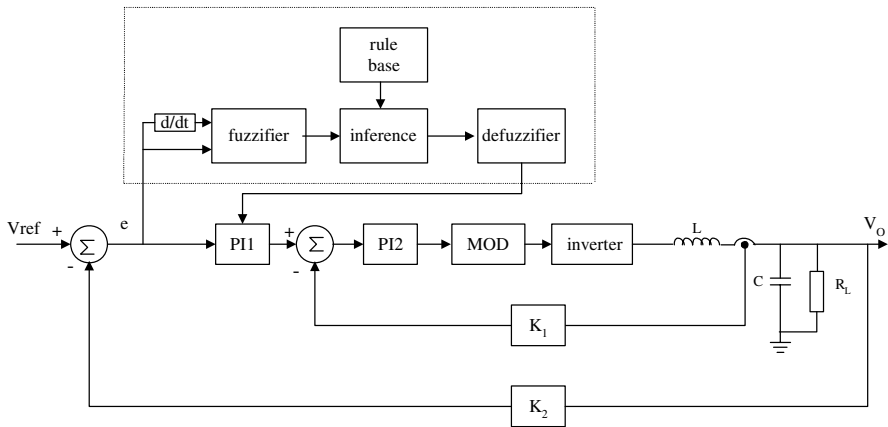 rule
base
d/dt
fuzzifier
inference
defuzzifier
Vref
+
-
Σ
e
PI1
+
-
Σ
PI2
MOD
inverter
L
V_O
C
R_L
K_1
K_2